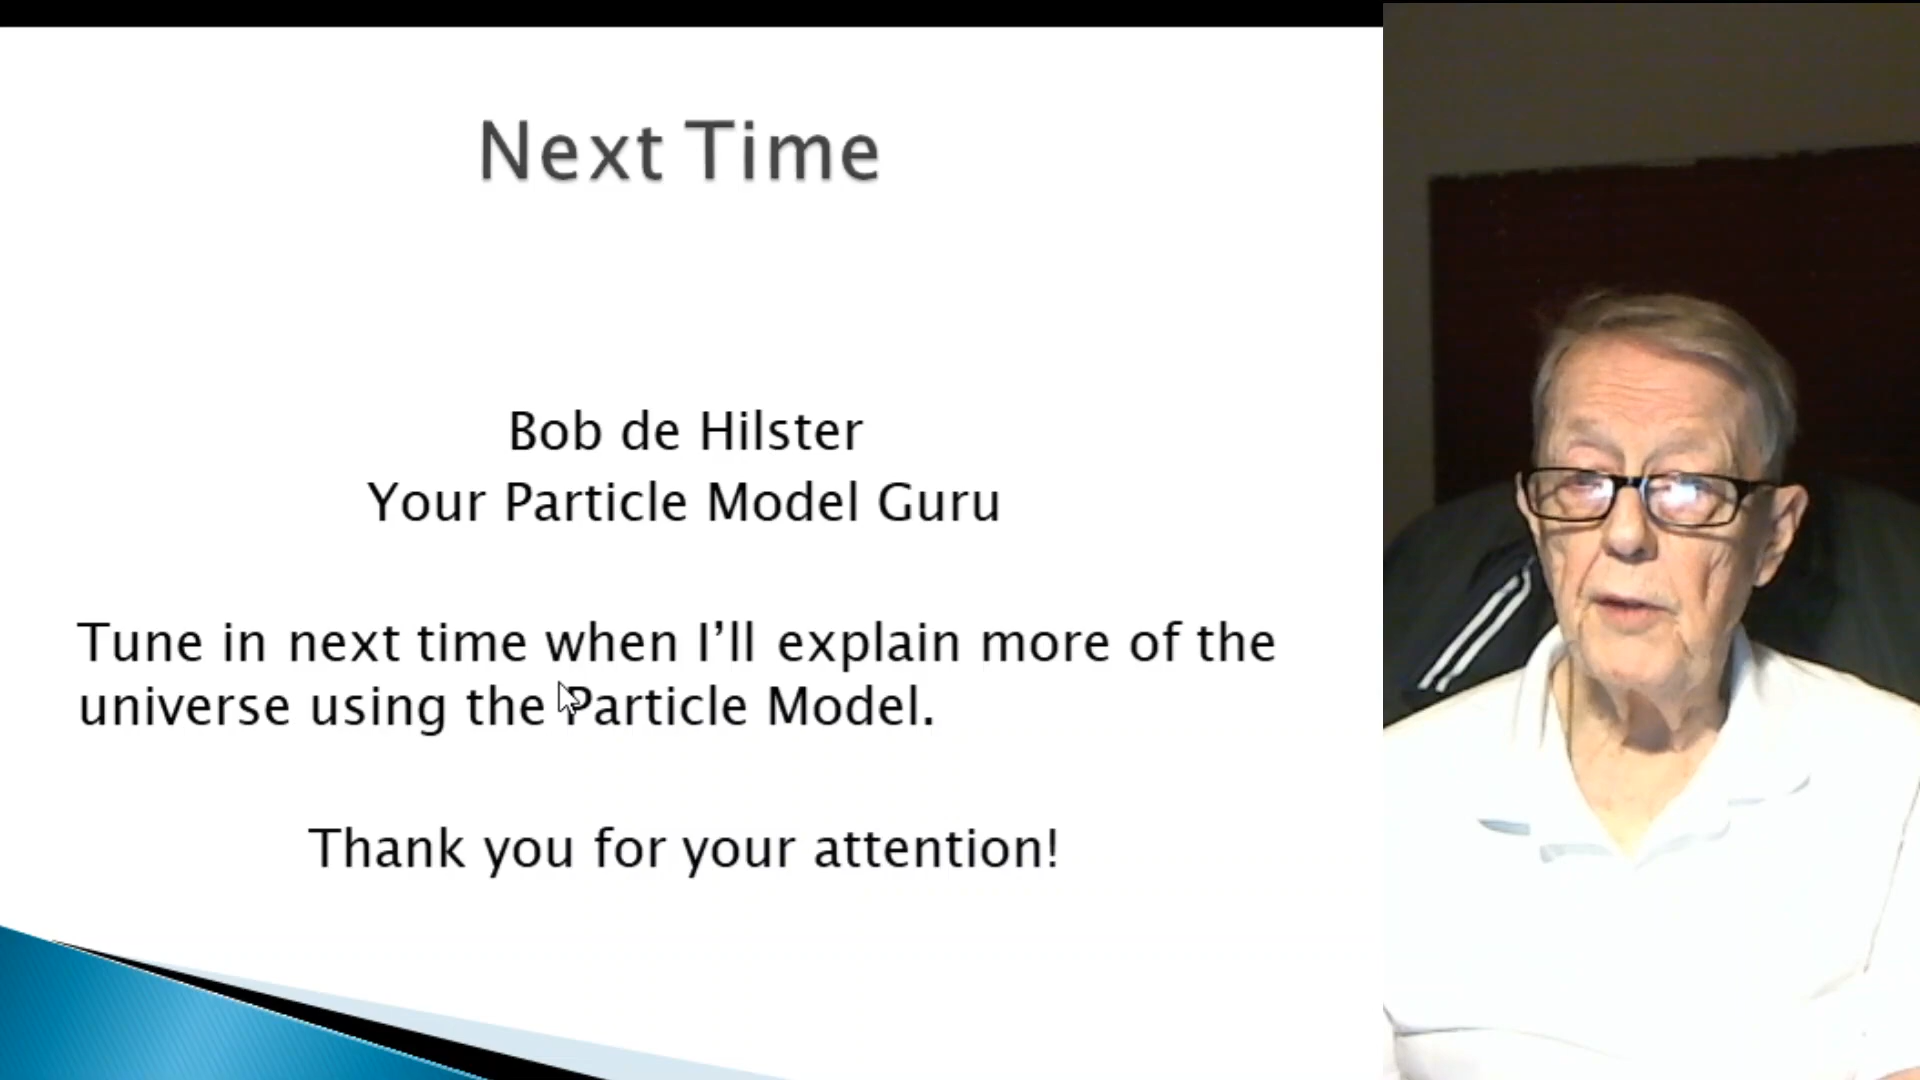 Next Time
Bob de Hilster
Your Particle Model Guru
Tune in next time when I’ll explain more of the
universe using the Particle Model.
Thank you for your attention!